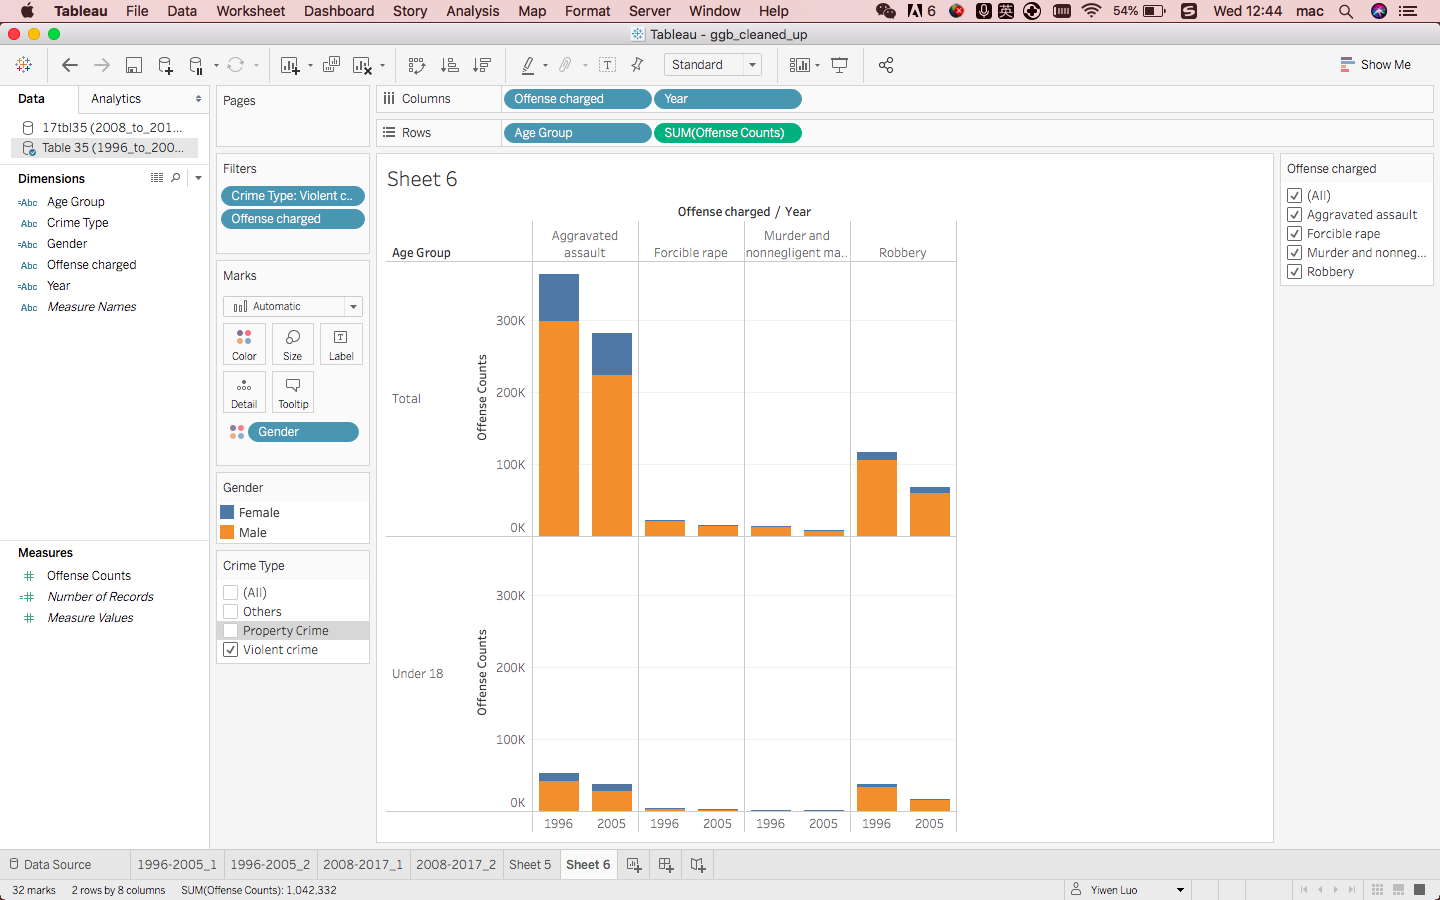 Tableau File Data Worksheet Dashboard Story Analysis Map Format Server Window Help 6 英 54% S Wed 12:44 mac
Tableau - ggb_cleaned_up
Standard
Show Me
Data Analytics
17tbl35 (2008_to_201...
Table 35 (1996_to_200...
Dimensions
=Abc Age Group
Abc Crime Type
=Abc Gender
Abc Offense charged
=Abc Year
Abc Measure Names
Measures
# Offense Counts
=# Number of Records
# Measure Values
Pages
Filters
Crime Type: Violent c..
Offense charged
Marks
Automatic
Color Size Label
Detail Tooltip
Gender
Gender
Female
Male
Crime Type
(All)
Others
Property Crime
Violent crime
Columns Offense charged Year
Rows Age Group SUM(Offense Counts)
Sheet 6
Offense charged / Year
Age Group
Aggravated
assault
Forcible rape
Murder and
nonnegligent ma..
Robbery
Total
Offense Counts
300K
200K
100K
0K
Under 18
Offense Counts
300K
200K
100K
0K
1996 2005 1996 2005 1996 2005 1996 2005
Offense charged
(All)
Aggravated assault
Forcible rape
Murder and nonneg...
Robbery
Data Source 1996-2005_1 1996-2005_2 2008-2017_1 2008-2017_2 Sheet 5 Sheet 6
32 marks 2 rows by 8 columns SUM(Offense Counts): 1,042,332 Yiwen Luo